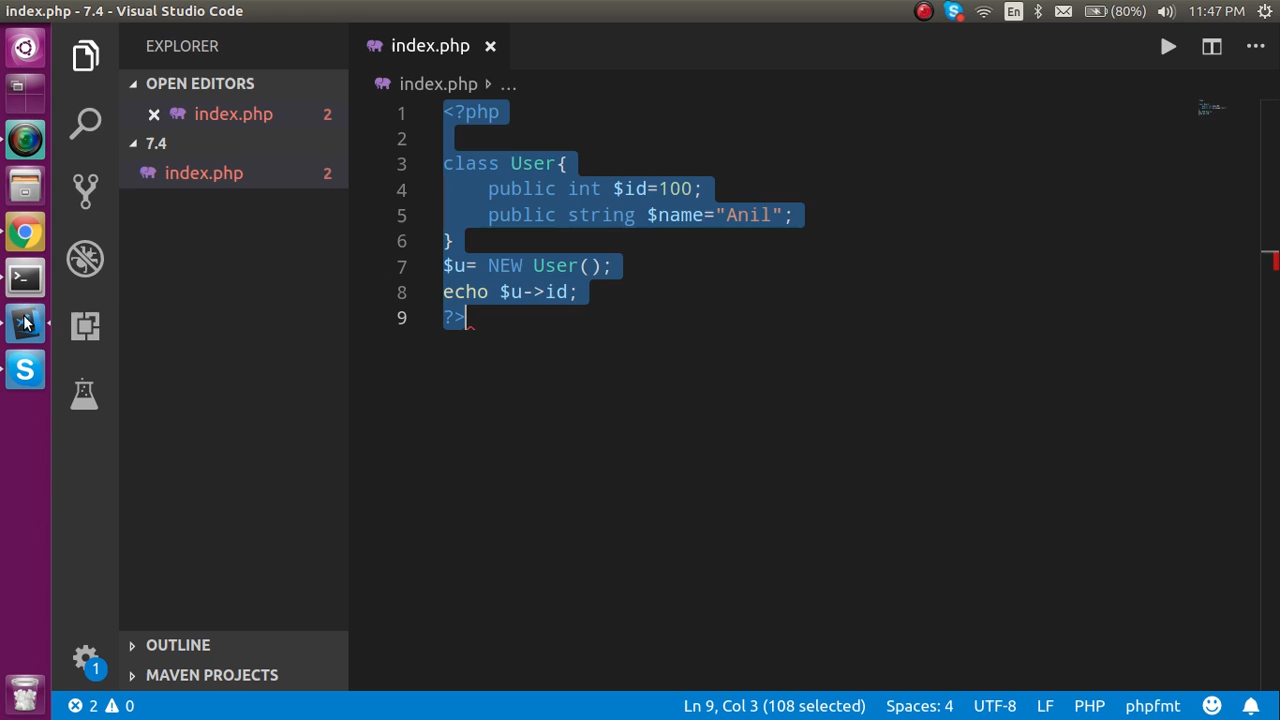 index.php - 7.4 - Visual Studio Code
En
(80%)
11:47 PM
EXPLORER
index.php
OPEN EDITORS
index.php 2
7.4
index.php 2
index.php
...
1 <?php
2
3 class User{
4 public int $id=100;
5 public string $name="Anil";
6 }
7 $u= NEW User();
8 echo $u->id;
9 ?>
OUTLINE
MAVEN PROJECTS
1
2 0
Ln 9, Col 3 (108 selected)
Spaces: 4
UTF-8
LF
PHP
phpfmt